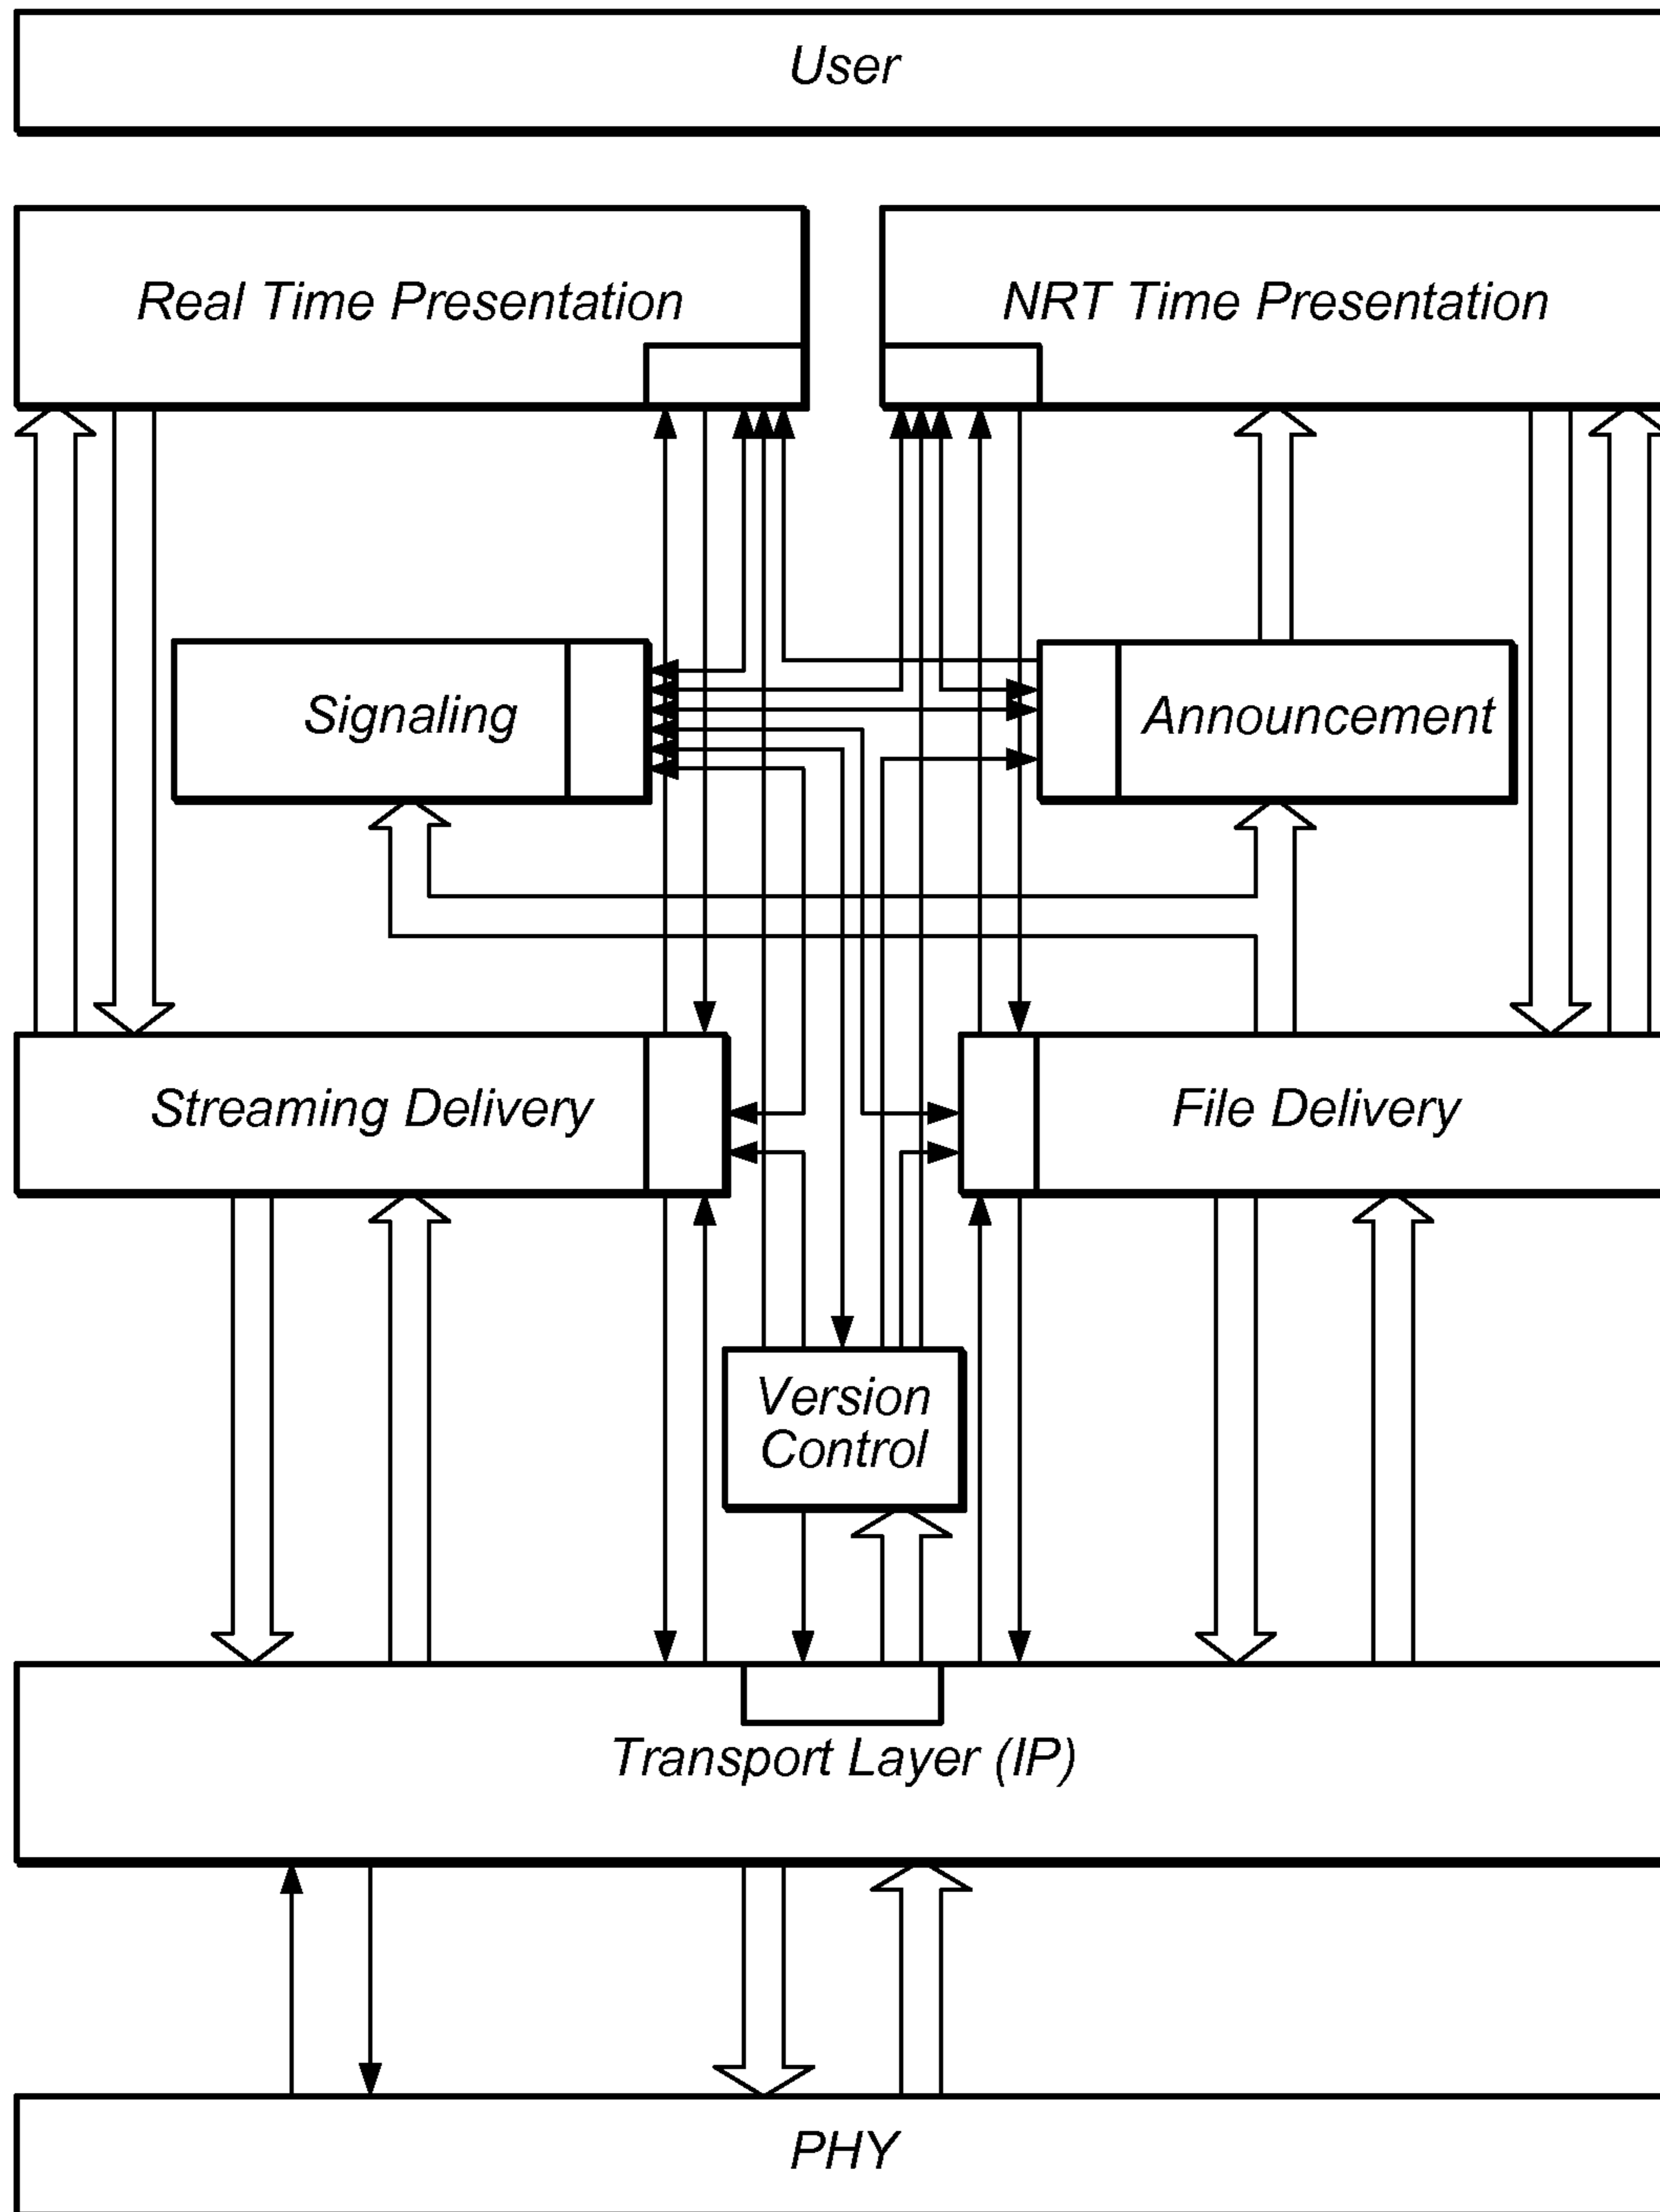 User
Real Time Presentation
NRT Time Presentation
Signaling
Announcement
Streaming Delivery
File Delivery
Version
Control
Transport Layer (IP)
PHY